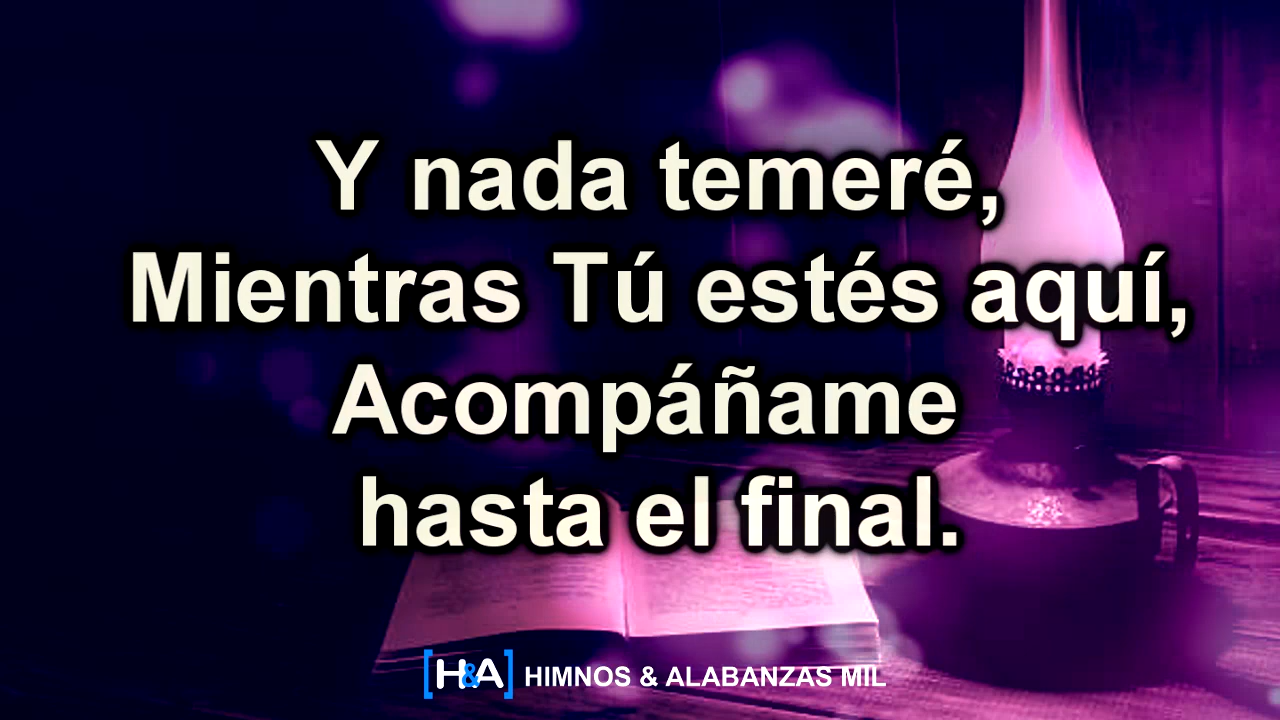 Y nada temeré,
Mientras Tú estés aquí,
Acompáñame
hasta el final.
[H&A] HIMNOS & ALABANZAS MIL